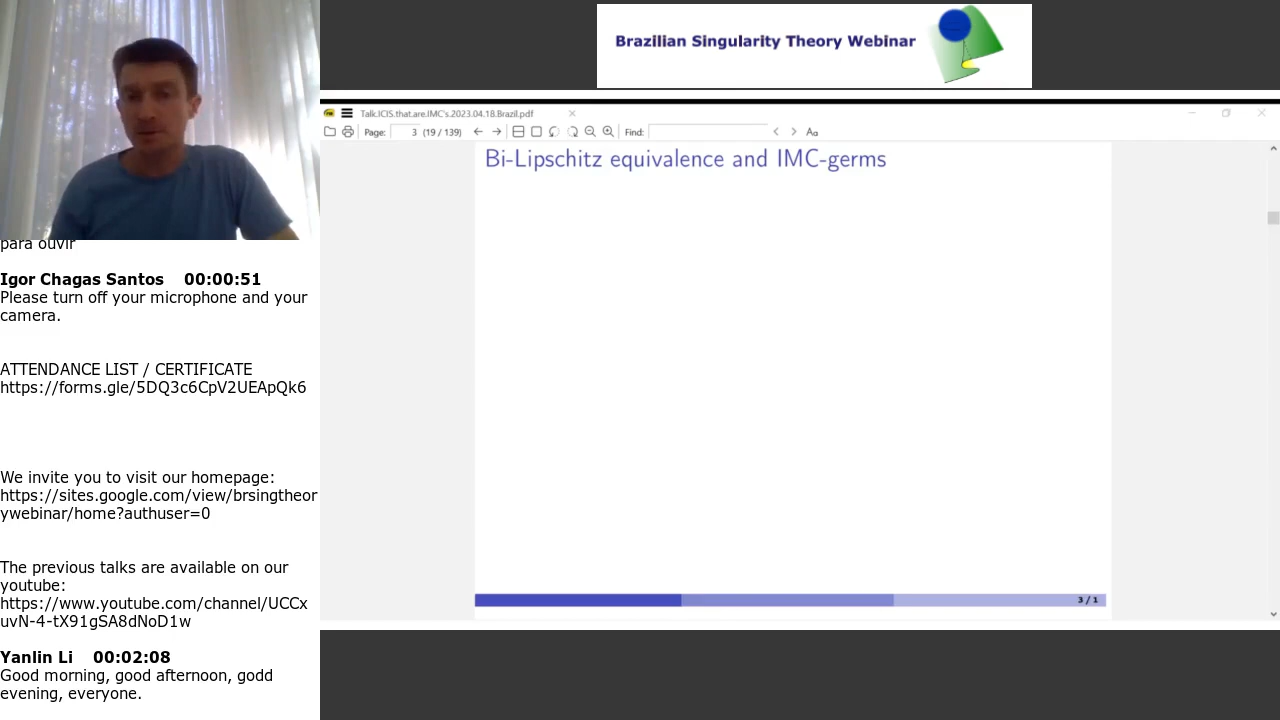 Brazilian Singularity Theory Webinar
Talk.ICIS.that.are.IMC's.2023.04.18.Brazil.pdf
Page: 3 (19 / 139) Find: Aa
Bi-Lipschitz equivalence and IMC-germs
3 / 1
para ouvir
Igor Chagas Santos 00:00:51
Please turn off your microphone and your
camera.
ATTENDANCE LIST / CERTIFICATE
https://forms.gle/5DQ3c6CpV2UEApQk6
We invite you to visit our homepage:
https://sites.google.com/view/brsingtheor
ywebinar/home?authuser=0
The previous talks are available on our
youtube:
https://www.youtube.com/channel/UCCx
uvN-4-tX91gSA8dNoD1w
Yanlin Li 00:02:08
Good morning, good afternoon, godd
evening, everyone.